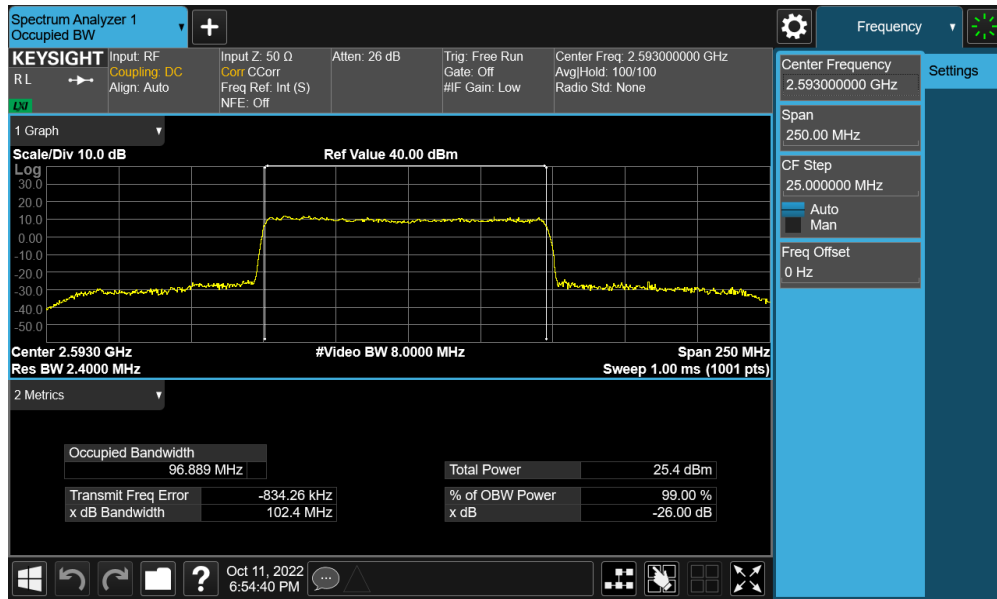 Spectrum Analyzer 1
Occupied BW
+
Frequency
KEYSIGHT
R L
LXI
Input: RF
Coupling: DC
Align: Auto
Input Z: 50 Ω
Corr CCorr
Freq Ref: Int (S)
NFE: Off
Atten: 26 dB
Trig: Free Run
Gate: Off
#IF Gain: Low
Center Freq: 2.593000000 GHz
Avg|Hold: 100/100
Radio Std: None
Center Frequency
2.593000000 GHz
Settings
Span
250.00 MHz
CF Step
25.000000 MHz
Auto
Man
Freq Offset
0 Hz
1 Graph
Scale/Div 10.0 dB
Ref Value 40.00 dBm
Log
30.0
20.0
10.0
0.00
-10.0
-20.0
-30.0
-40.0
-50.0
Center 2.5930 GHz
#Video BW 8.0000 MHz
Span 250 MHz
Res BW 2.4000 MHz
Sweep 1.00 ms (1001 pts)
2 Metrics
Occupied Bandwidth
96.889 MHz
Total Power 25.4 dBm
Transmit Freq Error -834.26 kHz
% of OBW Power 99.00 %
x dB Bandwidth 102.4 MHz
x dB -26.00 dB
?
Oct 11, 2022
6:54:40 PM